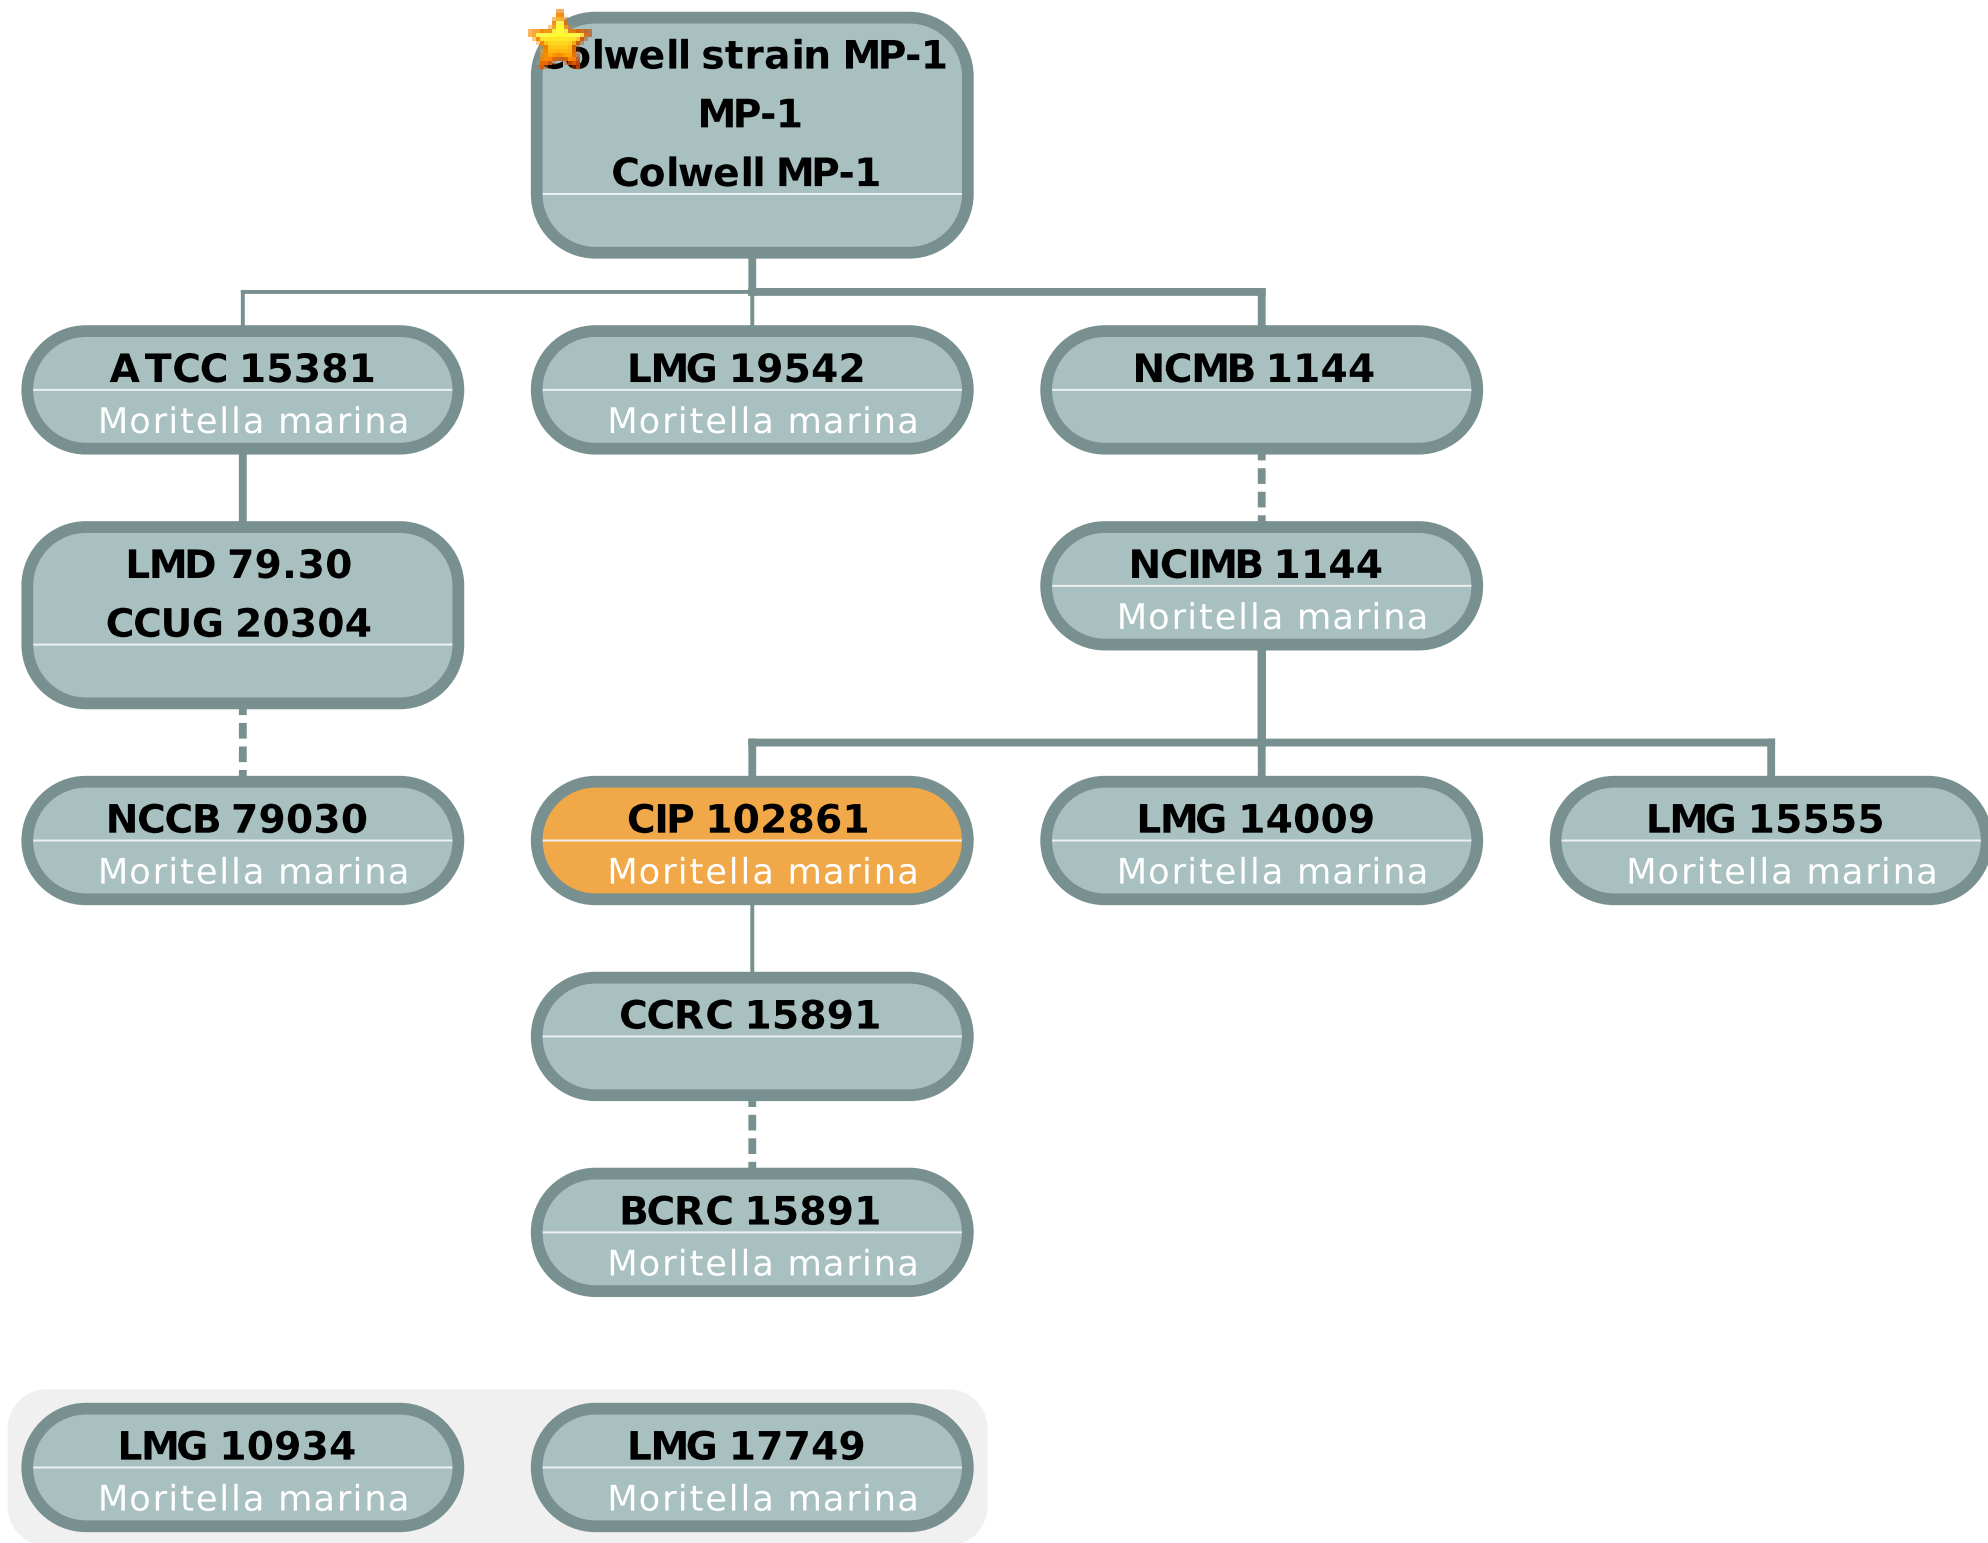 Colwell strain MP-1
MP-1
Colwell MP-1
ATCC 15381
Moritella marina
LMG 19542
Moritella marina
NCMB 1144
LMD 79.30
CCUG 20304
NCIMB 1144
Moritella marina
NCCB 79030
Moritella marina
CIP 102861
Moritella marina
LMG 14009
Moritella marina
LMG 15555
Moritella marina
CCRC 15891
BCRC 15891
Moritella marina
LMG 10934
Moritella marina
LMG 17749
Moritella marina